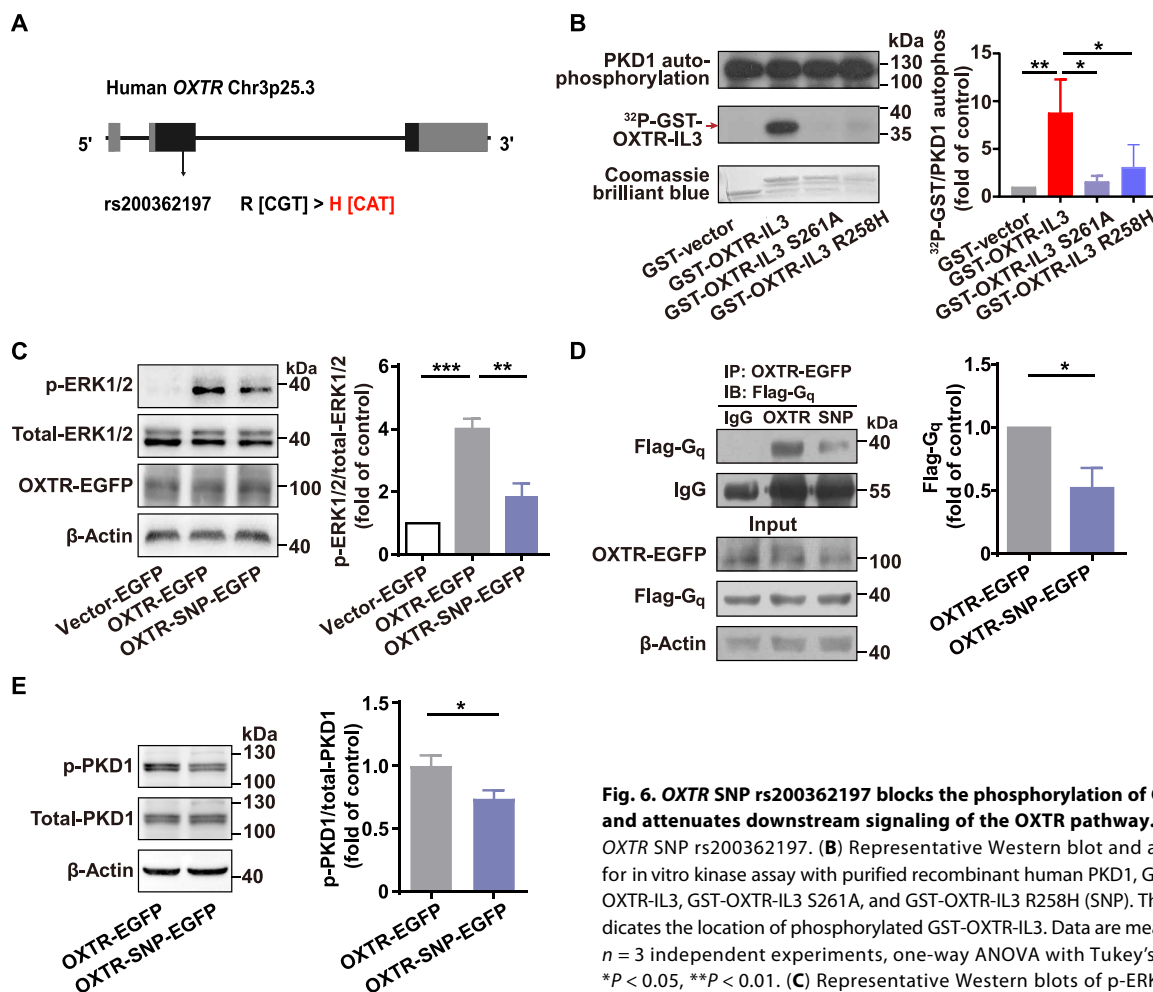 A
Human OXTR Chr3p25.3
5'
3'
rs200362197 R [CGT] > H [CAT]
B
kDa
PKD1 auto-
phosphorylation
130
100
³²P-GST-
OXTR-IL3
40
35
Coomassie
brilliant blue
GST-vector
GST-OXTR-IL3
GST-OXTR-IL3 S261A
GST-OXTR-IL3 R258H
³²P-GST/PKD1 autophos
(fold of control)
15
10
5
0
** * *
GST-vector
GST-OXTR-IL3
GST-OXTR-IL3 S261A
GST-OXTR-IL3 R258H
C
kDa
p-ERK1/2
40
Total-ERK1/2
40
OXTR-EGFP
100
β-Actin
40
Vector-EGFP
OXTR-EGFP
OXTR-SNP-EGFP
p-ERK1/2/total-ERK1/2
(fold of control)
6
4
2
0
*** **
Vector-EGFP
OXTR-EGFP
OXTR-SNP-EGFP
D
IP: OXTR-EGFP
IB: Flag-Gq
IgG OXTR SNP kDa
Flag-Gq
40
IgG
55
Input
OXTR-EGFP
100
Flag-Gq
40
β-Actin
40
Flag-Gq
(fold of control)
1.5
1.0
0.5
0
*
OXTR-EGFP
OXTR-SNP-EGFP
E
kDa
p-PKD1
130
100
Total-PKD1
130
100
β-Actin
40
OXTR-EGFP
OXTR-SNP-EGFP
p-PKD1/total-PKD1
(fold of control)
1.5
1.0
0.5
0
*
OXTR-EGFP
OXTR-SNP-EGFP
Fig. 6. OXTR SNP rs200362197 blocks the phosphorylation of
and attenuates downstream signaling of the OXTR pathway.
OXTR SNP rs200362197. (B) Representative Western blot and a
for in vitro kinase assay with purified recombinant human PKD1, G
OXTR-IL3, GST-OXTR-IL3 S261A, and GST-OXTR-IL3 R258H (SNP). Th
dicates the location of phosphorylated GST-OXTR-IL3. Data are mea
n = 3 independent experiments, one-way ANOVA with Tukey's
*P < 0.05, **P < 0.01. (C) Representative Western blots of p-ERK